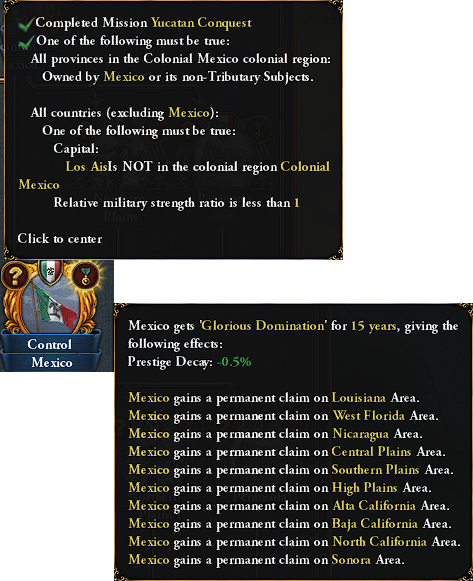 Completed Mission Yucatan Conquest
One of the following must be true:
All provinces in the Colonial Mexico colonial region:
Owned by Mexico or its non-Tributary Subjects.
All countries (excluding Mexico):
One of the following must be true:
Capital:
Los AisIs NOT in the colonial region Colonial
Mexico
Relative military strength ratio is less than 1
Plains
Click to center
?
Control
Mexico
Mexico gets 'Glorious Domination' for 15 years, giving the
following effects:
Prestige Decay: -0.5%
Mexico gains a permanent claim on Louisiana Area.
Mexico gains a permanent claim on West Florida Area.
Mexico gains a permanent claim on Nicaragua Area.
Mexico gains a permanent claim on Central Plains Area.
Mexico gains a permanent claim on Southern Plains Area.
Mexico gains a permanent claim on High Plains Area.
Mexico gains a permanent claim on Alta California Area.
Mexico gains a permanent claim on Baja California Area.
Mexico gains a permanent claim on North California Area.
Mexico gains a permanent claim on Sonora Area.